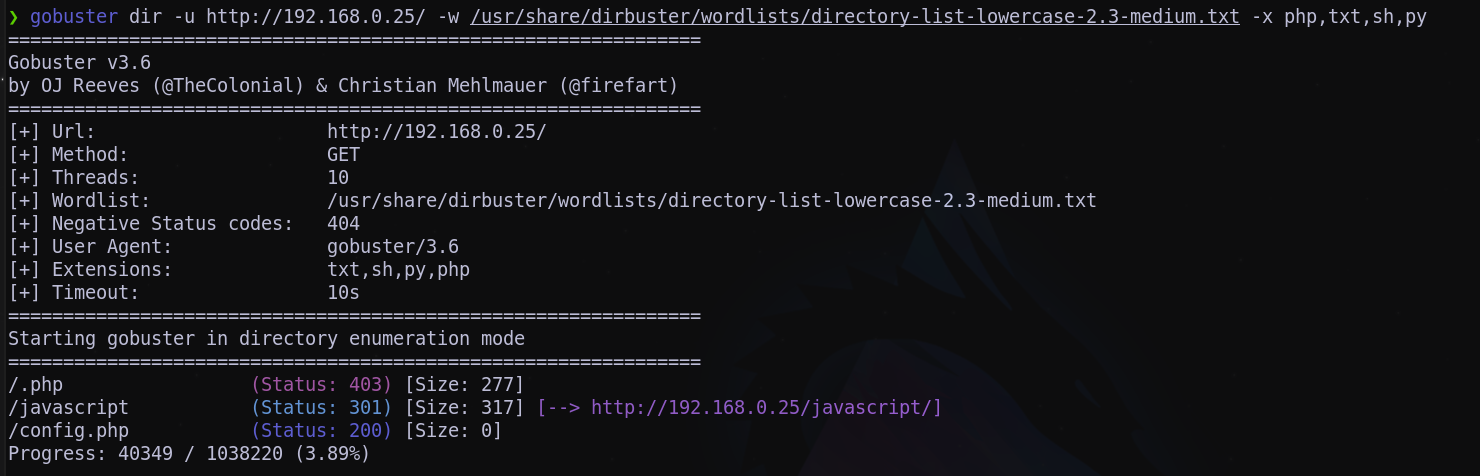 ❯ gobuster dir -u http://192.168.0.25/ -w /usr/share/dirbuster/wordlists/directory-list-lowercase-2.3-medium.txt -x php,txt,sh,py
===============================================================
Gobuster v3.6
by OJ Reeves (@TheColonial) & Christian Mehlmauer (@firefart)
===============================================================
[+] Url:                     http://192.168.0.25/
[+] Method:                  GET
[+] Threads:                 10
[+] Wordlist:                /usr/share/dirbuster/wordlists/directory-list-lowercase-2.3-medium.txt
[+] Negative Status codes:   404
[+] User Agent:              gobuster/3.6
[+] Extensions:              txt,sh,py,php
[+] Timeout:                 10s
===============================================================
Starting gobuster in directory enumeration mode
===============================================================
/.php                 (Status: 403) [Size: 277]
/javascript           (Status: 301) [Size: 317] [--> http://192.168.0.25/javascript/]
/config.php           (Status: 200) [Size: 0]
Progress: 40349 / 1038220 (3.89%)